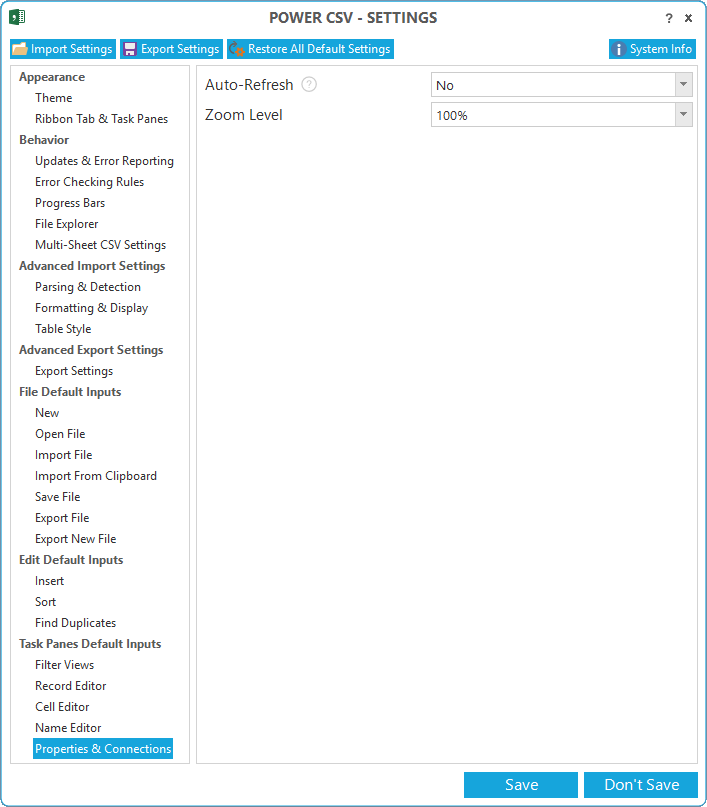 POWER CSV - SETTINGS
? x
Import Settings Export Settings Restore All Default Settings System Info
Appearance
Theme
Ribbon Tab & Task Panes
Behavior
Updates & Error Reporting
Error Checking Rules
Progress Bars
File Explorer
Multi-Sheet CSV Settings
Advanced Import Settings
Parsing & Detection
Formatting & Display
Table Style
Advanced Export Settings
Export Settings
File Default Inputs
New
Open File
Import File
Import From Clipboard
Save File
Export File
Export New File
Edit Default Inputs
Insert
Sort
Find Duplicates
Task Panes Default Inputs
Filter Views
Record Editor
Cell Editor
Name Editor
Properties & Connections
Auto-Refresh ? No
Zoom Level 100%
Save Don't Save